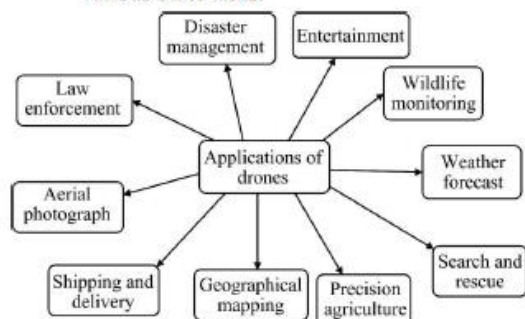 Disaster
management
Entertainment
Law
enforcement
Wildlife
monitoring
Applications of
drones
Weather
forecast
Aerial
photograph
Search and
rescue
Shipping and
delivery
Geographical
mapping
Precision
agriculture